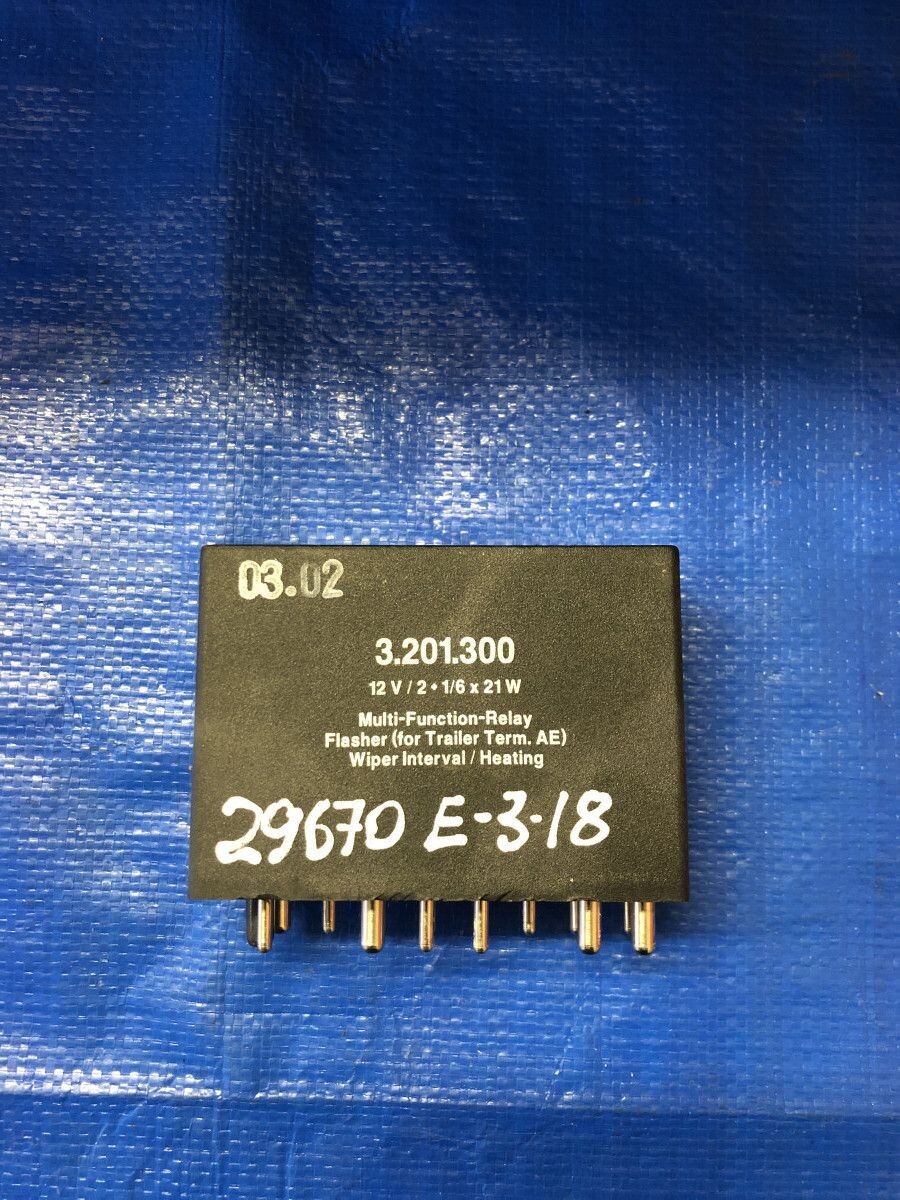 03.02
3.201.300
12 V / 2 • 1/6 x 21 W
Multi-Function-Relay
Flasher (for Trailer Term. AE)
Wiper Interval / Heating
29670 E-3-18